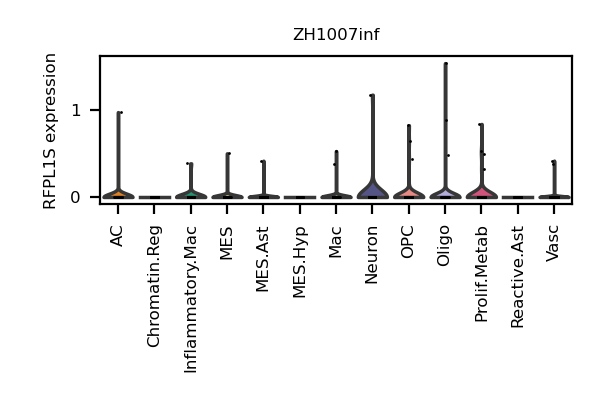 ZH1007inf
RFPL1S expression
1
0
AC
Chromatin.Reg
Inflammatory.Mac
MES
MES.Ast
MES.Hyp
Mac
Neuron
OPC
Oligo
Prolif.Metab
Reactive.Ast
Vasc